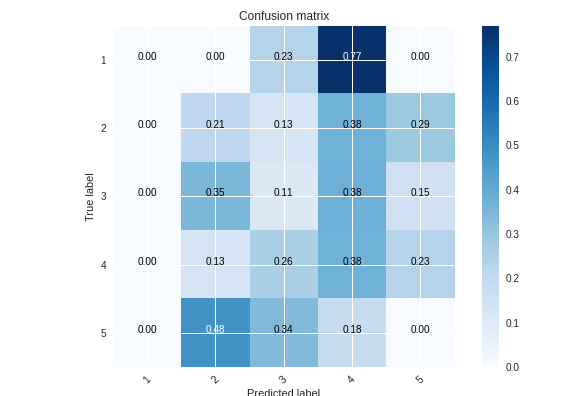 Confusion matrix
1 0.00 0.00 0.23 0.77 0.00
2 0.00 0.21 0.13 0.38 0.29
3 0.00 0.35 0.11 0.38 0.15
4 0.00 0.13 0.26 0.38 0.23
5 0.00 0.48 0.34 0.18 0.00
True label
1 2 3 4 5
Predicted label
0.7
0.6
0.5
0.4
0.3
0.2
0.1
0.0